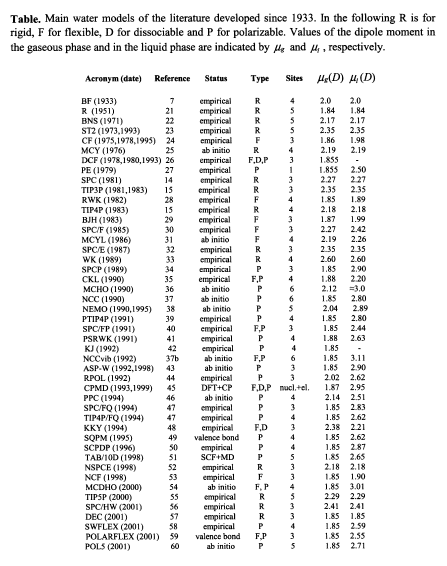 Table. Main water models of the literature developed since 1933. In the following R is for
rigid, F for flexible, D for dissociable and P for polarizable. Values of the dipole moment in
the gaseous phase and in the liquid phase are indicated by μg and μl , respectively.
Acronym (date) Reference Status Type Sites μg(D) μl(D)
BF (1933) 7 empirical R 4 2.0 2.0
R (1951) 21 empirical R 5 1.84 1.84
BNS (1971) 22 empirical R 5 2.17 2.17
ST2 (1973,1993) 23 empirical R 5 2.35 2.35
CF (1975,1978,1995) 24 empirical F 3 1.86 1.98
MCY (1976) 25 ab initio R 4 2.19 2.19
DCF (1978,1980,1993) 26 empirical F,D,P 3 1.855 -
PE (1979) 27 empirical P 1 1.855 2.50
SPC (1981) 14 empirical R 3 2.27 2.27
TIP3P (1981,1983) 15 empirical R 3 2.35 2.35
RWK (1982) 28 empirical F 4 1.85 1.89
TIP4P (1983) 15 empirical R 4 2.18 2.18
BJH (1983) 29 empirical F 3 1.87 1.99
SPC/F (1985) 30 empirical F 3 2.27 2.42
MCYL (1986) 31 ab initio F 4 2.19 2.26
SPC/E (1987) 32 empirical R 3 2.35 2.35
WK (1989) 33 empirical R 4 2.60 2.60
SPCP (1989) 34 empirical P 3 1.85 2.90
CKL (1990) 35 empirical F,P 4 1.88 2.20
MCHO (1990) 36 ab initio P 6 2.12 ≈3.0
NCC (1990) 37 ab initio P 6 1.85 2.80
NEMO (1990,1995) 38 ab initio P 5 2.04 2.89
PTIP4P (1991) 39 empirical P 4 1.85 2.80
SPC/FP (1991) 40 empirical F,P 3 1.85 2.44
PSRWK (1991) 41 empirical P 4 1.88 2.63
KJ (1992) 42 empirical P 4 1.85 -
NCCvib (1992) 37b ab initio F,P 6 1.85 3.11
ASP-W (1992,1998) 43 ab initio P 3 1.85 2.90
RPOL (1992) 44 empirical P 3 2.02 2.62
CPMD (1993,1999) 45 DFT+CP F,D,P nucl.+el. 1.87 2.95
PPC (1994) 46 ab initio P 4 2.14 2.51
SPC/FQ (1994) 47 empirical P 3 1.85 2.83
TIP4P/FQ (1994) 47 empirical P 4 1.85 2.62
KKY (1994) 48 empirical F,D 3 2.38 2.21
SQPM (1995) 49 valence bond P 4 1.85 2.62
SCPDP (1996) 50 empirical P 4 1.85 2.87
TAB/10D (1998) 51 SCF+MD P 5 1.85 2.65
NSPCE (1998) 52 empirical R 3 2.18 2.18
NCF (1998) 53 empirical F 3 1.85 1.90
MCDHO (2000) 54 ab initio F, P 4 1.85 3.01
TIP5P (2000) 55 empirical R 5 2.29 2.29
SPC/HW (2001) 56 empirical R 3 2.41 2.41
DEC (2001) 57 empirical R 3 1.85 1.85
SWFLEX (2001) 58 empirical P 4 1.85 2.59
POLARFLEX (2001) 59 valence bond F,P 3 1.85 2.55
POL5 (2001) 60 ab initio P 5 1.85 2.71